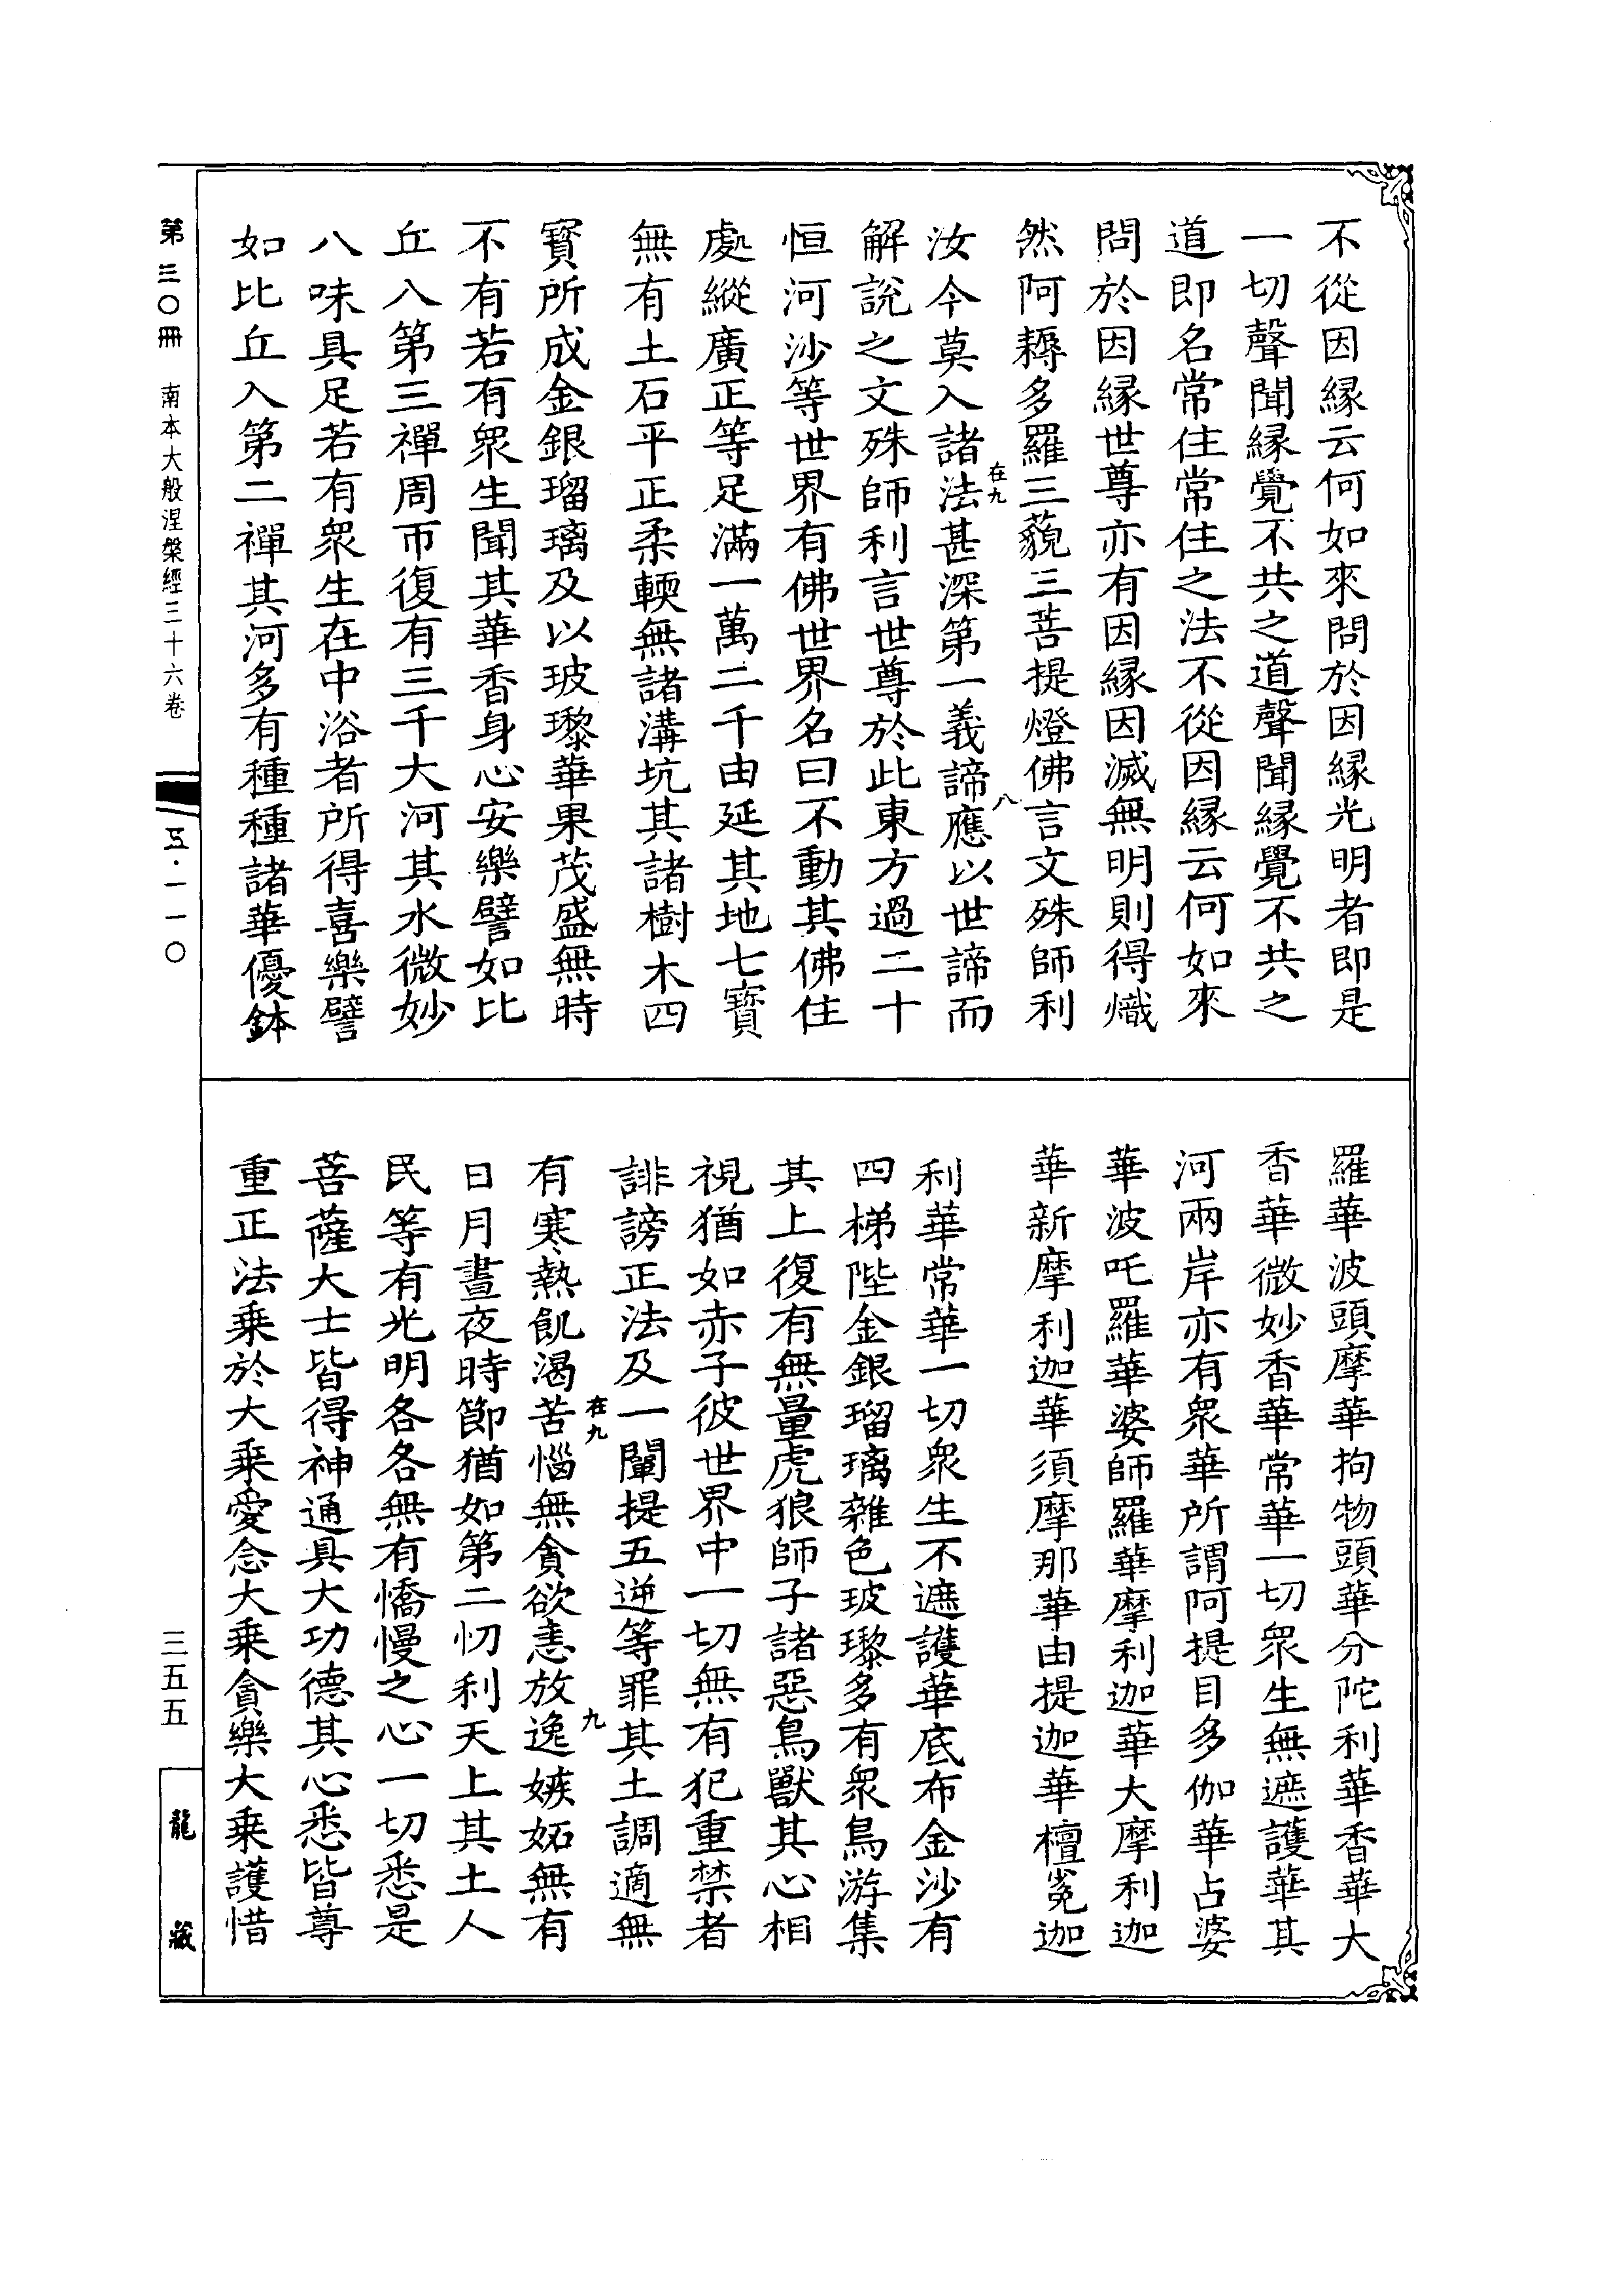 不從因緣云何如來問於因緣光明者即是
一切聲聞緣覺不共之道聲聞緣覺不共之
道即名常住常住之法不從因緣云何如來
問於因緣世尊亦有因緣因滅無明則得熾
然阿耨多羅三藐三菩提燈佛言文殊師利
在九
八
汝今莫入諸法甚深第一義諦應以世諦而
解說之文殊師利言世尊於此東方過二十
恒河沙等世界有佛世界名曰不動其佛住
處縱廣正等足滿一萬二千由延其地七寶
無有土石平正柔輭無諸溝坑其諸樹木四
寶所成金銀瑠璃及以玻瓈華果茂盛無時
不有若有眾生聞其華香身心安樂譬如比
丘入第三禪周帀復有三千大河其水微妙
八味具足若有眾生在中浴者所得喜樂譬
如比丘入第二禪其河多有種種諸華優鉢
羅華波頭摩華拘物頭華分陀利華香華大
香華微妙香華常華一切眾生無遮護華其
河兩岸亦有眾華所謂阿提目多伽華占婆
華波吒羅華婆師羅華摩利迦華大摩利迦
華新摩利迦華須摩那華由提迦華檀㝹迦
利華常華一切眾生不遮護華底布金沙有
四梯陛金銀瑠璃雜色玻瓈多有眾鳥游集
其上復有無量虎狼師子諸惡鳥獸其心相
視猶如赤子彼世界中一切無有犯重禁者
誹謗正法及一闡提五逆等罪其土調適無
在九
九
有寒熱飢渴苦惱無貪欲恚放逸嫉妬無有
日月晝夜時節猶如第二忉利天上其土人
民等有光明各各無有憍慢之心一切悉是
菩薩大士皆得神通具大功德其心悉皆尊
重正法乘於大乘愛念大乘貪樂大乘護惜
第三〇冊 南本大般涅槃經三十六卷
五·一一〇
三五五
龍藏